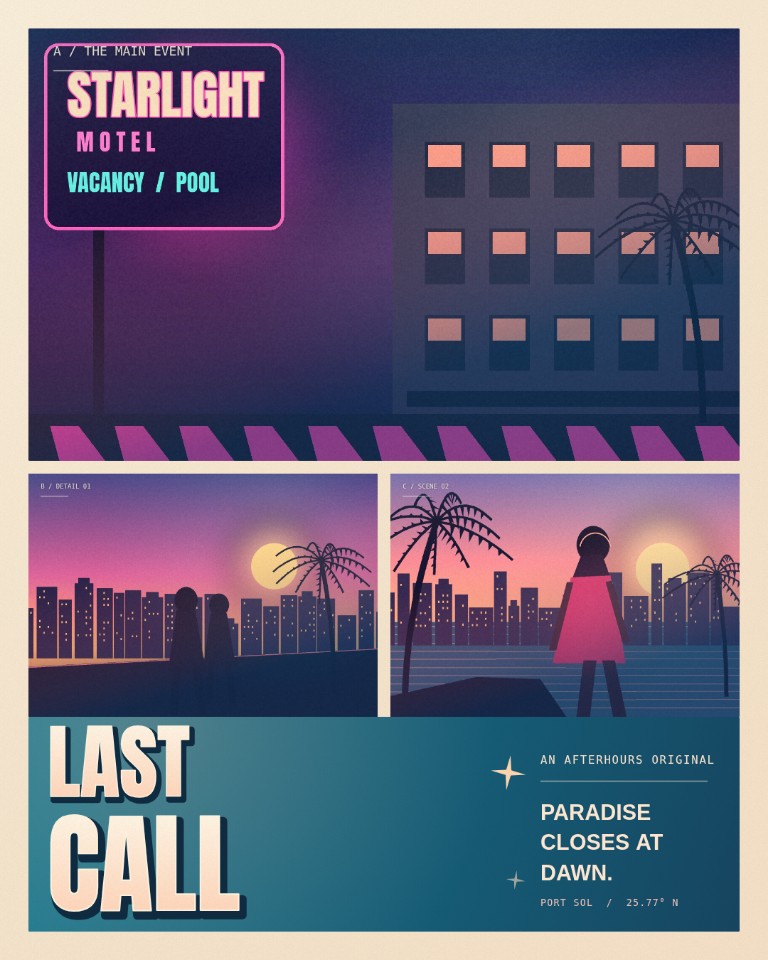 A / THE MAIN EVENT
STARLIGHT
MOTEL
VACANCY / POOL
B / DETAIL 01
C / SCENE 02
LAST
CALL
AN AFTERHOURS ORIGINAL
PARADISE
CLOSES AT
DAWN.
PORT SOL / 25.77° N